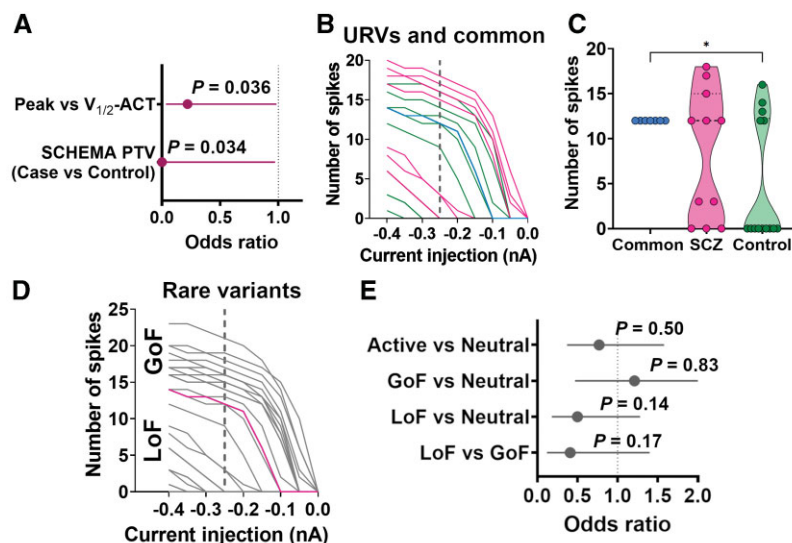 A
P = 0.036
Peak vs V1/2-ACT
P = 0.034
SCHEMA PTV
(Case vs Control)
0.0 0.5 1.0
Odds ratio
B
URVs and common
Number of spikes
20
15
10
5
0
-0.4 -0.3 -0.2 -0.1 0.0
Current injection (nA)
C
*
Number of spikes
20
15
10
5
0
Common SCZ Control
D
Rare variants
Number of spikes
25
20
15
10
5
0
GoF
LoF
-0.4 -0.3 -0.2 -0.1 0.0
Current injection (nA)
E
P = 0.50
Active vs Neutral
P = 0.83
GoF vs Neutral
P = 0.14
LoF vs Neutral
P = 0.17
LoF vs GoF
0.0 0.5 1.0 1.5 2.0
Odds ratio